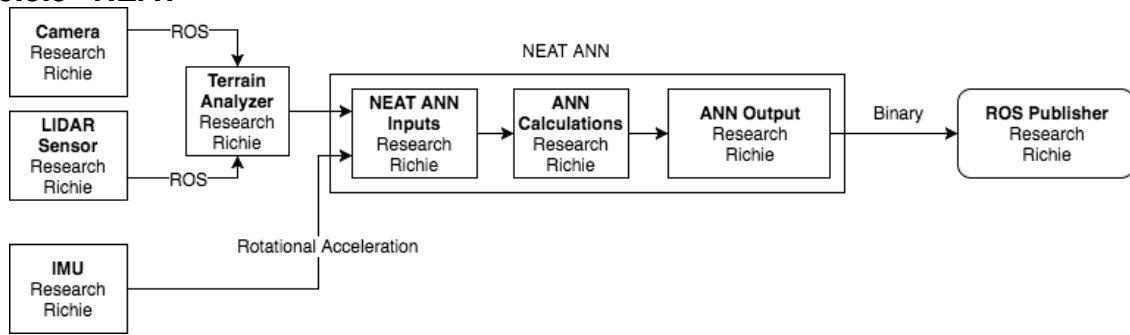 Camera
Research
Richie
ROS
LIDAR
Sensor
Research
Richie
ROS
Terrain
Analyzer
Research
Richie
IMU
Research
Richie
Rotational Acceleration
NEAT ANN
NEAT ANN
Inputs
Research
Richie
ANN
Calculations
Research
Richie
ANN Output
Research
Richie
Binary
ROS Publisher
Research
Richie